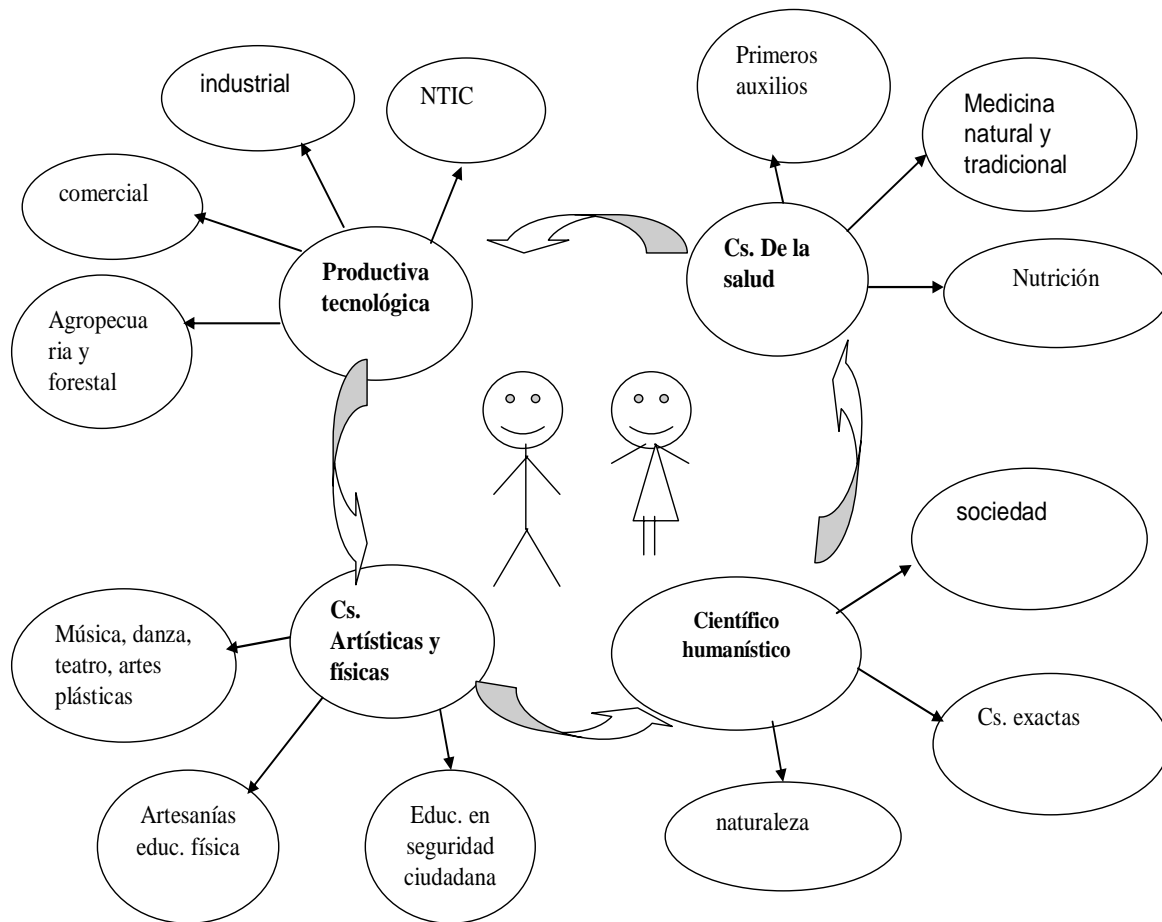 industrial
NTIC
comercial
Agropecua
ria y
forestal
Productiva
tecnológica
Primeros
auxilios
Medicina
natural y
tradicional
Nutrición
Cs. De la
salud
Cs.
Artísticas y
físicas
Música, danza,
teatro, artes
plásticas
Artesanías
educ. física
Educ. en
seguridad
ciudadana
Científico
humanístico
sociedad
Cs. exactas
naturaleza